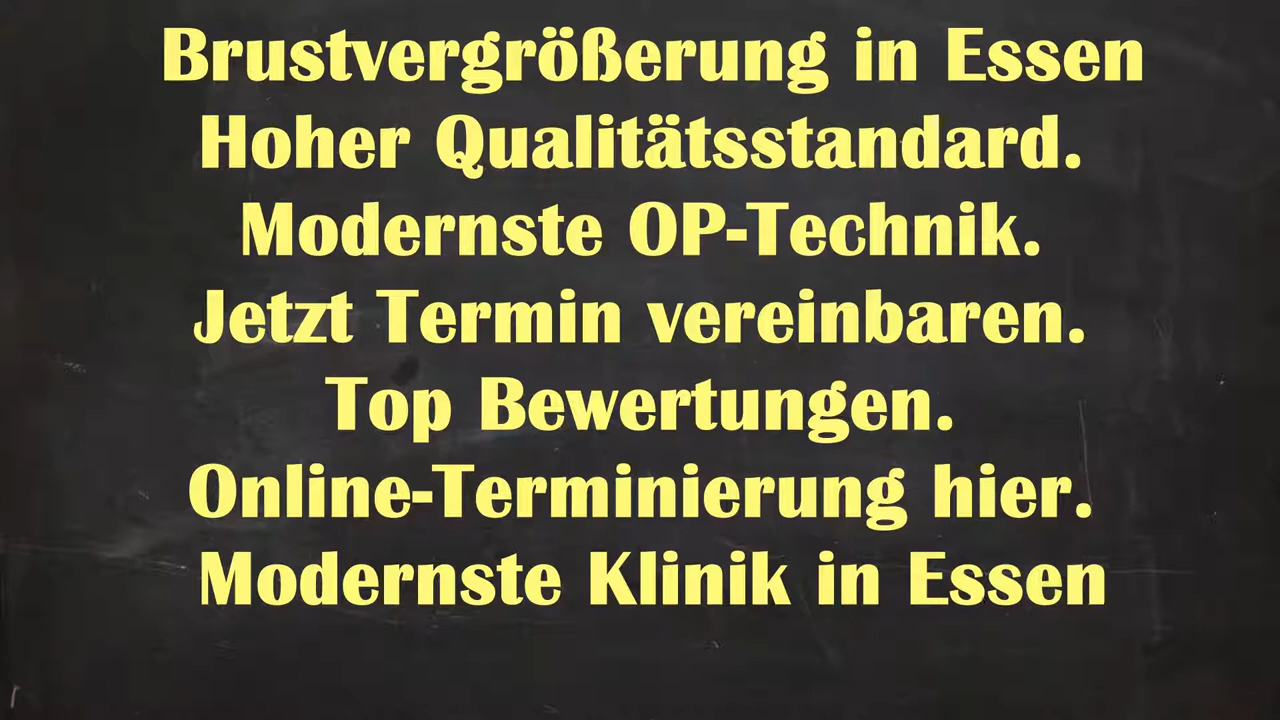 Brustvergrößerung in Essen
Hoher Qualitätsstandard.
Modernste OP-Technik.
Jetzt Termin vereinbaren.
Top Bewertungen.
Online-Terminierung hier.
Modernste Klinik in Essen